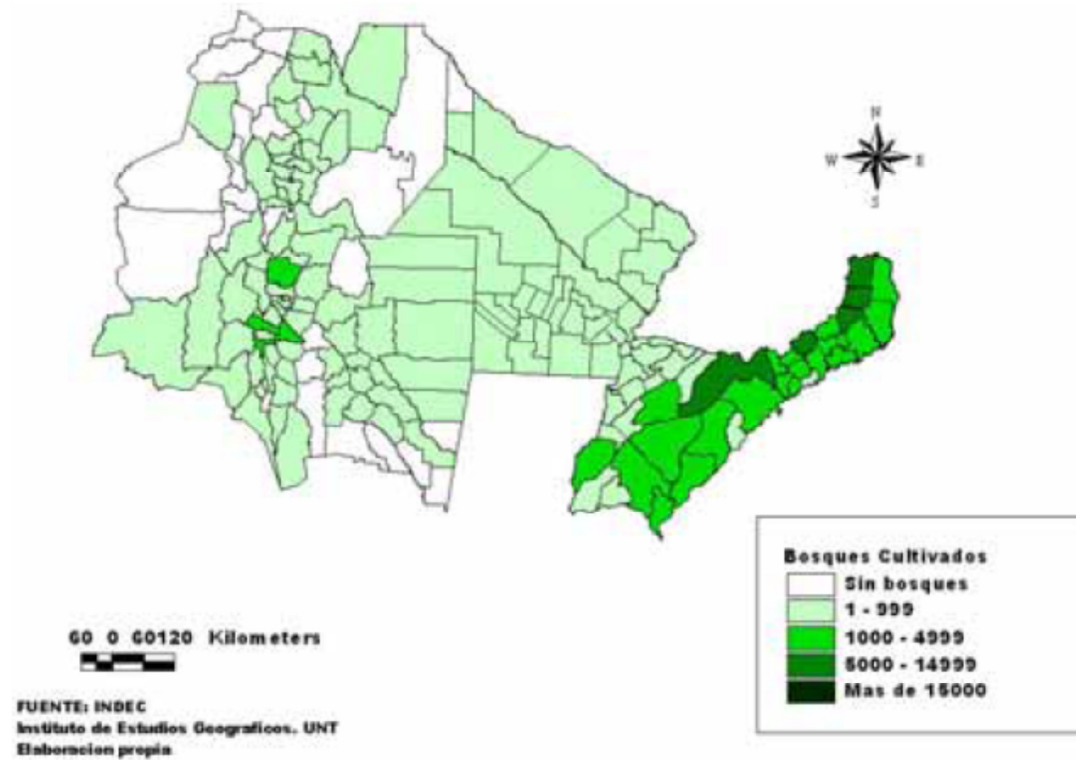 N
W E
S
Bosques Cultivados
Sin bosques
1 - 999
1000 - 4999
5000 - 14999
Mas de 15000
60 0 60120 Kilometers
FUENTE: INDEC
Instituto de Estudios Geograficos. UNT
Elaboracion propia